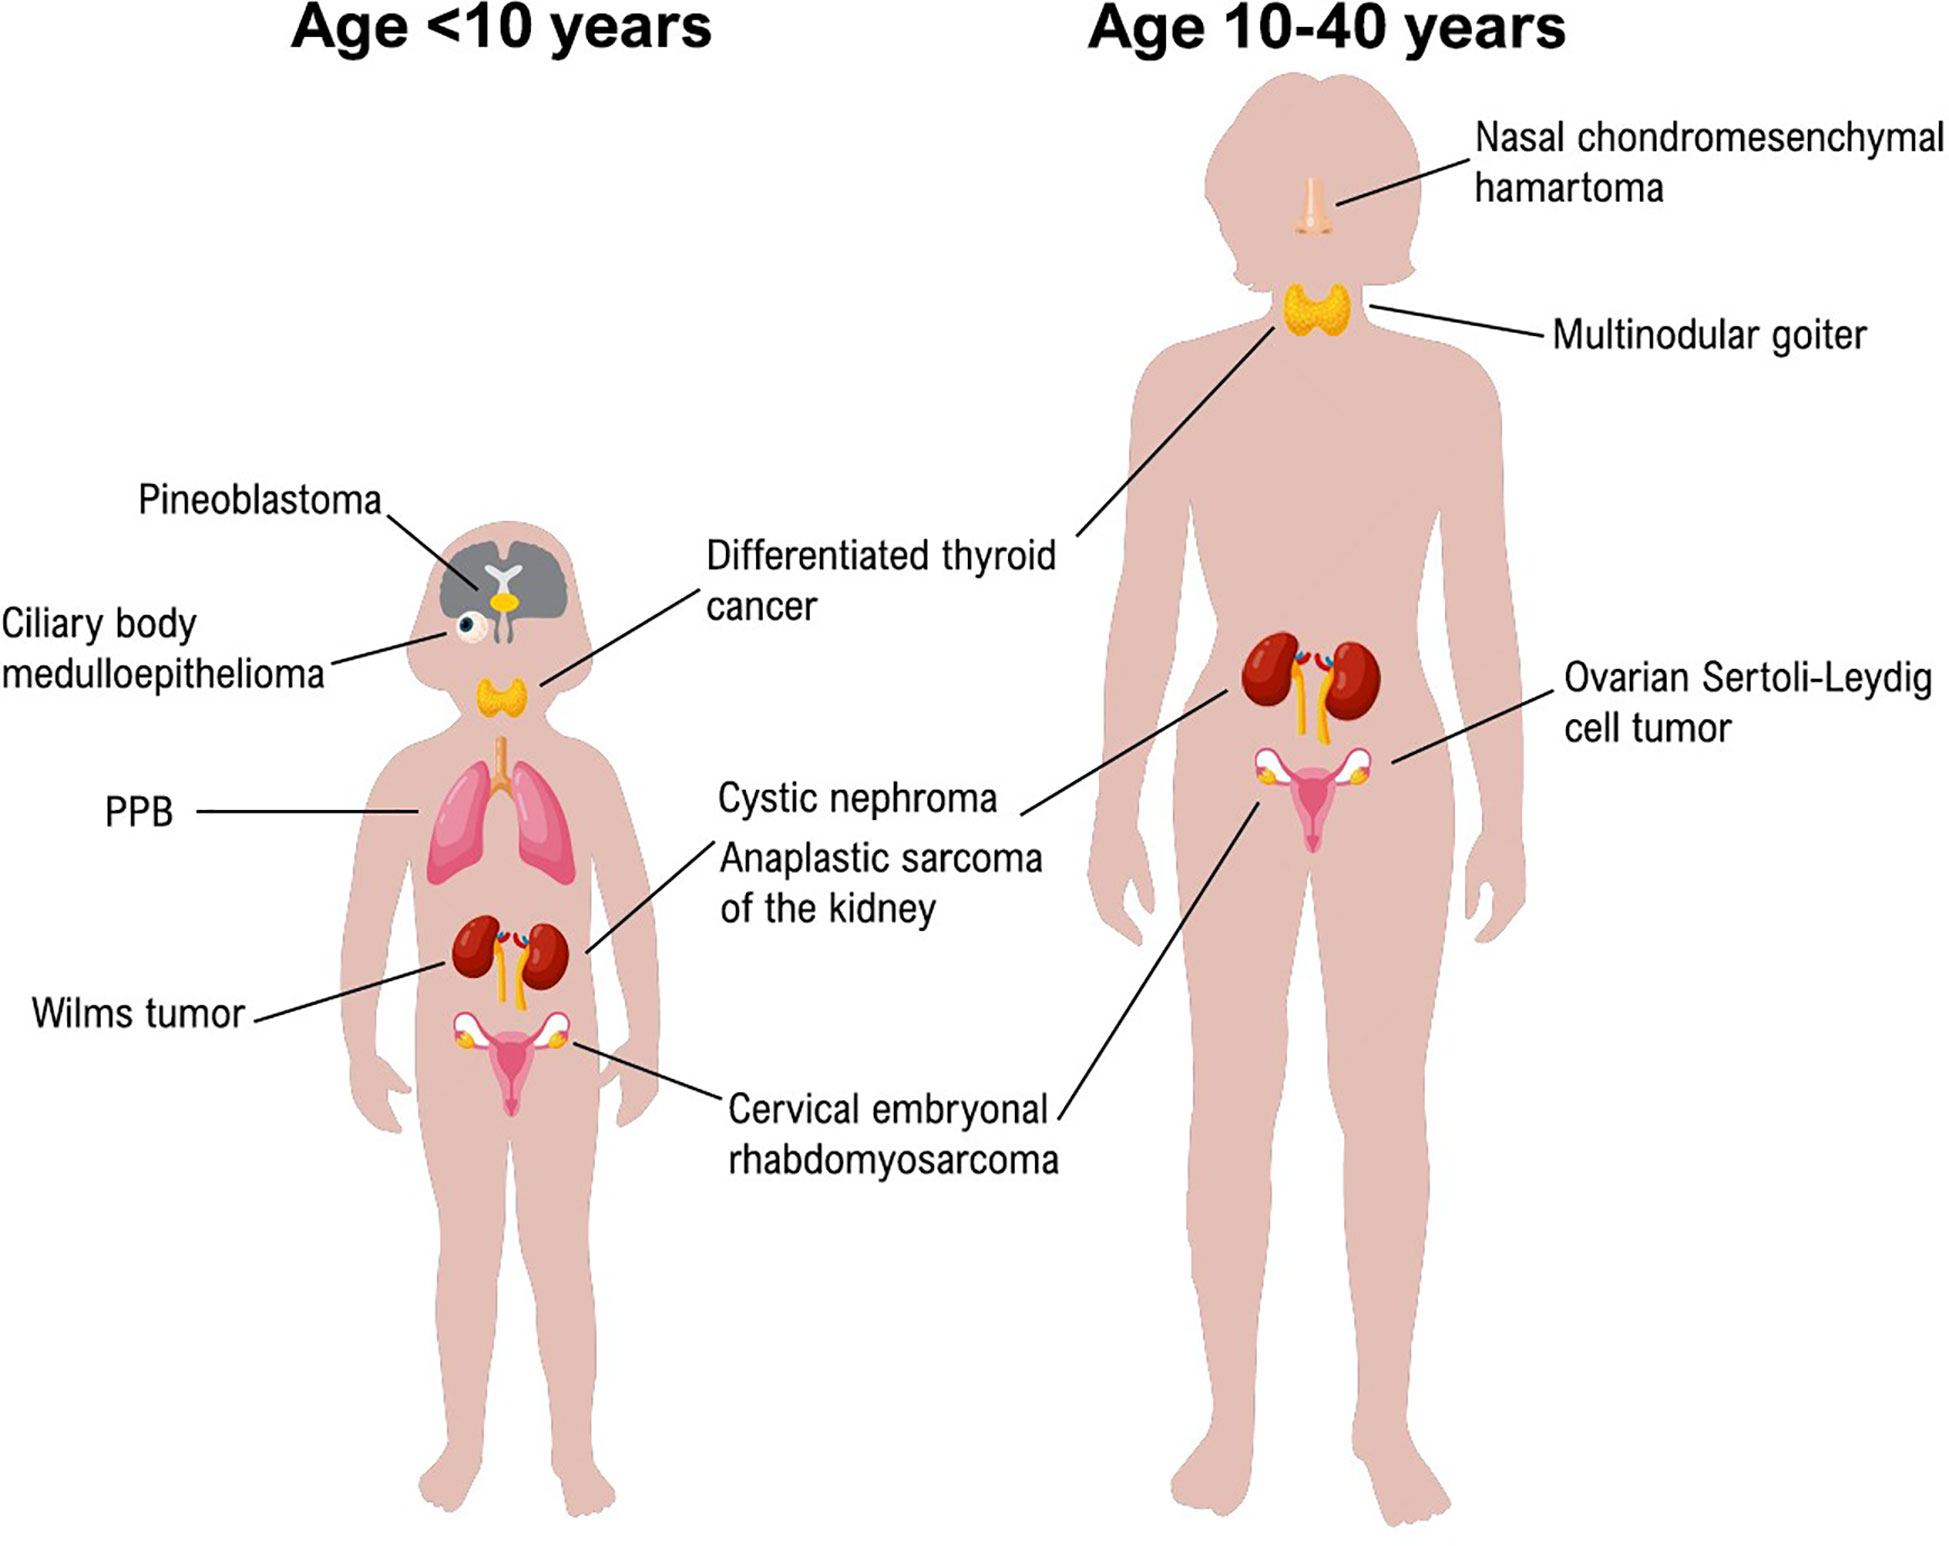 Age <10 years
Age 10-40 years
Nasal chondromesenchymal
hamartoma
Multinodular goiter
Pineoblastoma
Differentiated thyroid
cancer
Ciliary body
medulloepithelioma
Ovarian Sertoli-Leydig
cell tumor
PPB
Cystic nephroma
Anaplastic sarcoma
of the kidney
Wilms tumor
Cervical embryonal
rhabdomyosarcoma